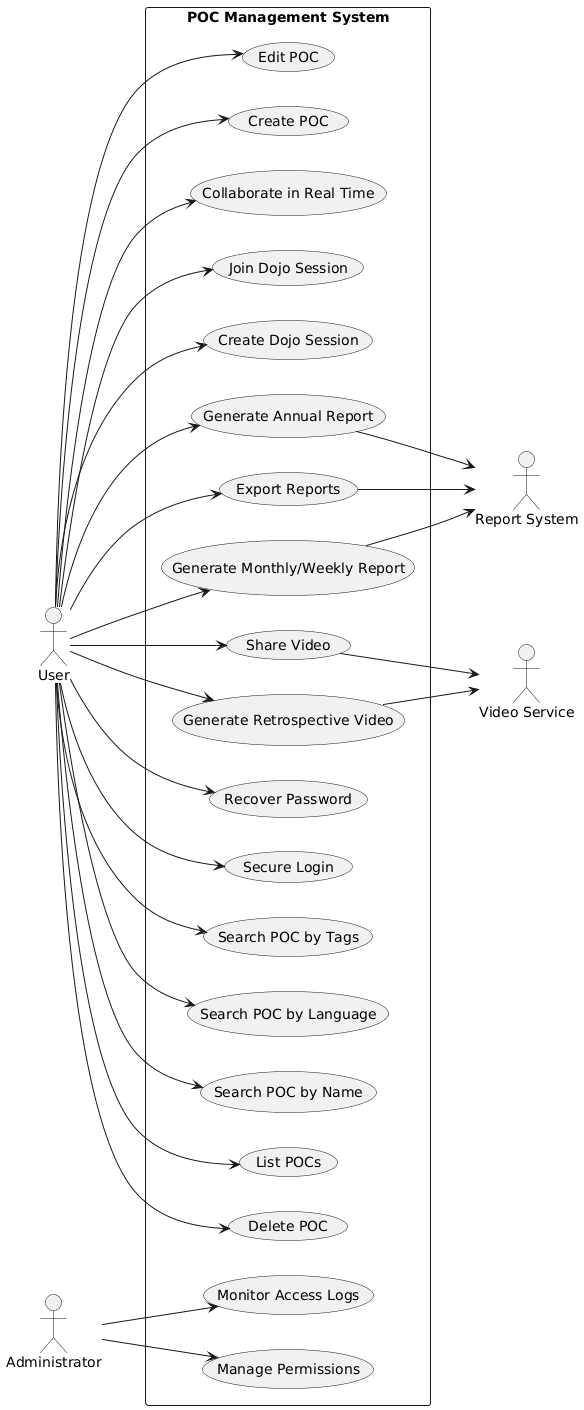 POC Management System
Edit POC
Create POC
Collaborate in Real Time
Join Dojo Session
Create Dojo Session
Generate Annual Report
Export Reports
Report System
Generate Monthly/Weekly Report
Share Video
User
Video Service
Generate Retrospective Video
Recover Password
Secure Login
Search POC by Tags
Search POC by Language
Search POC by Name
List POCs
Delete POC
Monitor Access Logs
Administrator
Manage Permissions